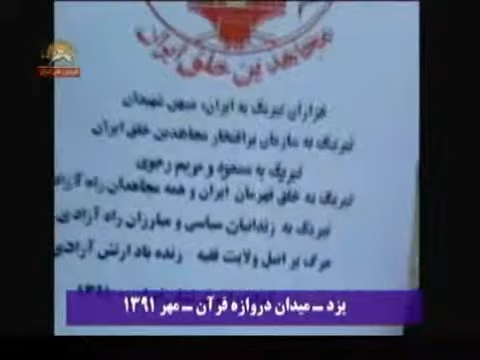 مجاهدین خلق ایران
هزاران تبریک به ایران، میهن شهیدان
تبریک به سازمان پرافتخار مجاهدین خلق ایران
تبریک به مسعود و مریم رجوی
تبریک به خلق قهرمان ایران و همه مجاهدان راه آزادی
تبریک به زندانیان سیاسی و مبارزان راه آزادی
مرگ بر اصل ولایت فقیه - زنده باد ارتش آزادی
یزد ـ میدان دروازه قرآن ـ مهر ۱۳۹۱